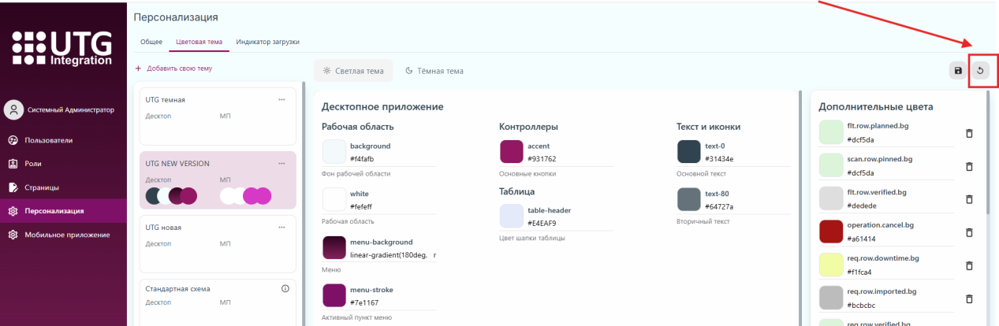 UTG
Integration
Системный Администратор
Пользователи
Роли
Страницы
Персонализация
Мобильное приложение
Персонализация
Общее
Цветовая тема
Индикатор загрузки
+ Добавить свою тему
UTG темная
Десктоп
МП
UTG NEW VERSION
Десктоп
МП
UTG новая
Десктоп
МП
Стандартная схема
Десктоп
МП
Светлая тема
Тёмная тема
Десктопное приложение
Рабочая область
background
#f4fafb
Фон рабочей области
white
#fefeff
Рабочая область
menu-background
linear-gradient(180deg, r
Меню
menu-stroke
#7e1167
Активный пункт меню
Контроллеры
accent
#931762
Основные кнопки
Таблица
table-header
#E4EAF9
Цвет шапки таблицы
Текст и иконки
text-0
#31434e
Основной текст
text-80
#64727a
Вторичный текст
Дополнительные цвета
flt.row.planned.bg
#dcf5da
scan.row.pinned.bg
#dcf5da
flt.row.verified.bg
#dedede
operation.cancel.bg
#a61414
req.row.downtime.bg
#f1fca4
req.row.imported.bg
#bcbcbc
req.row.verified.bg